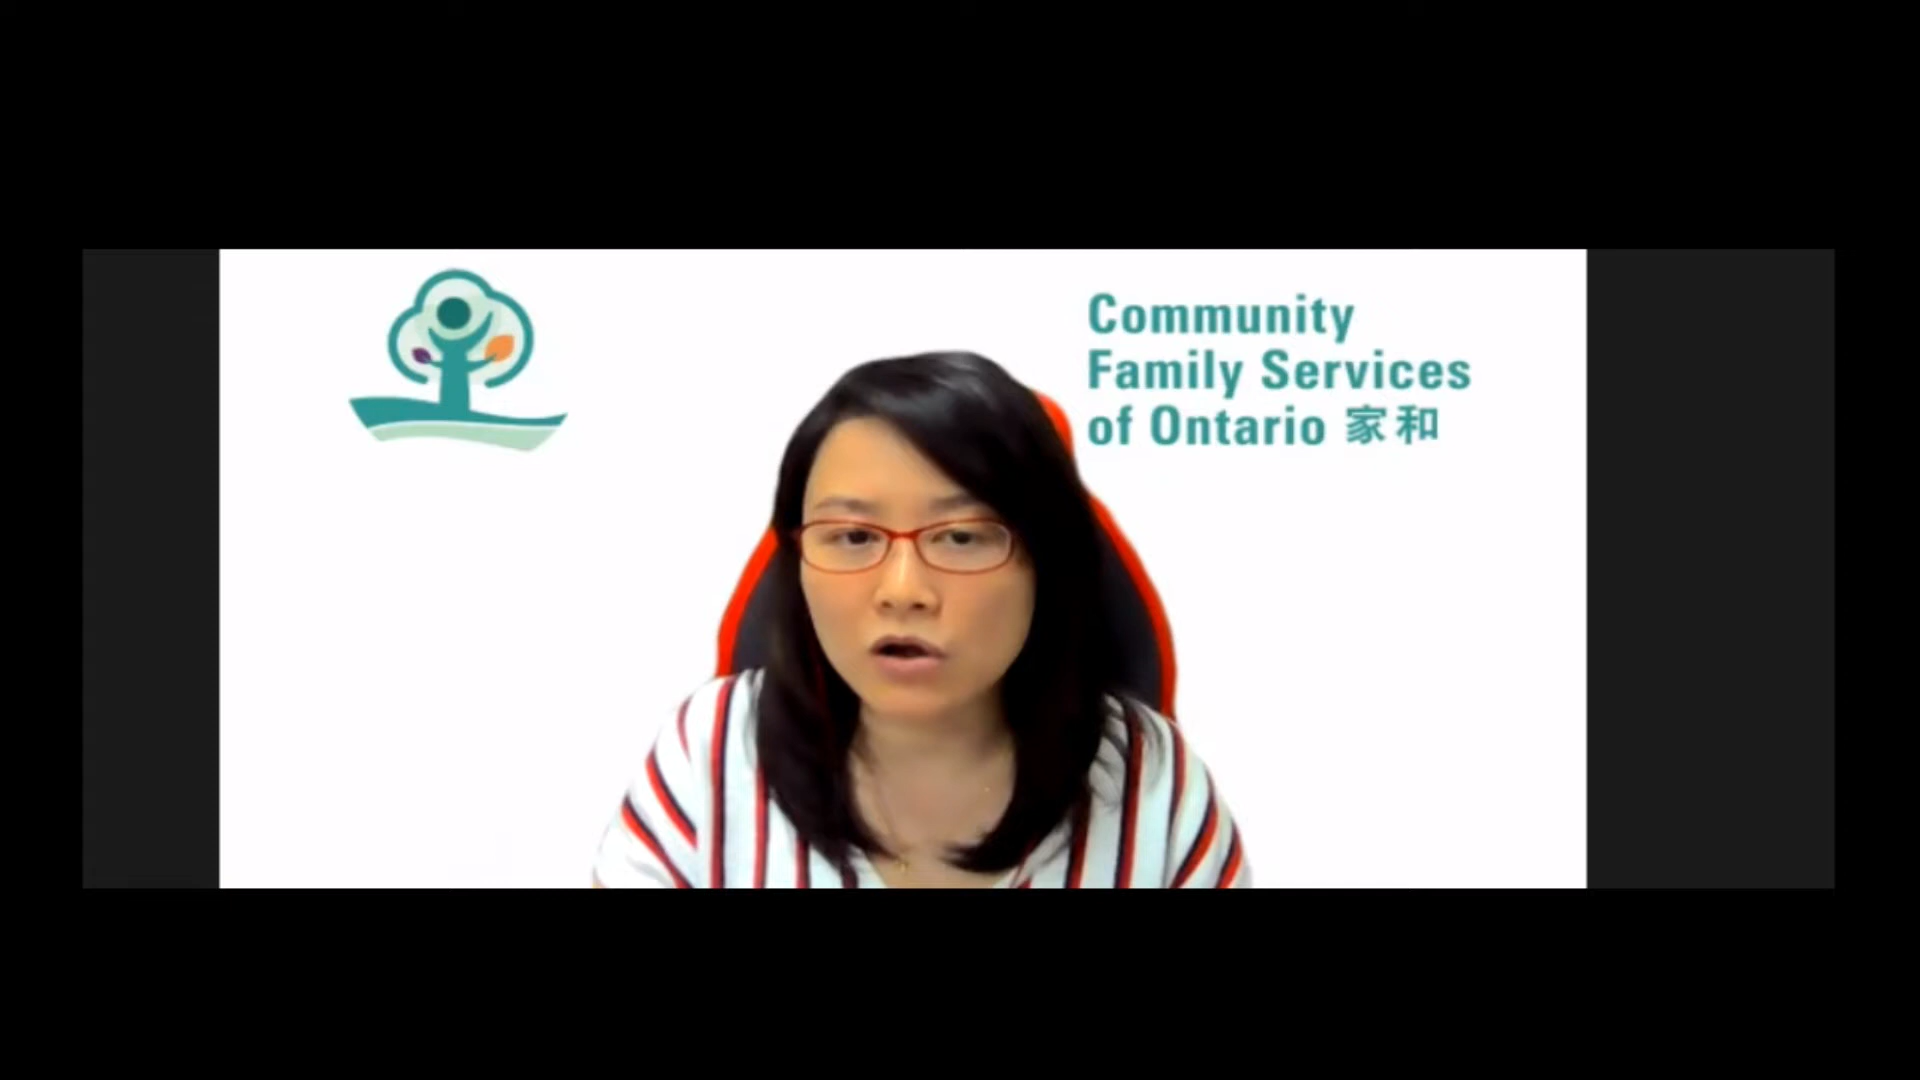 Community
Family Services
of Ontario 家和